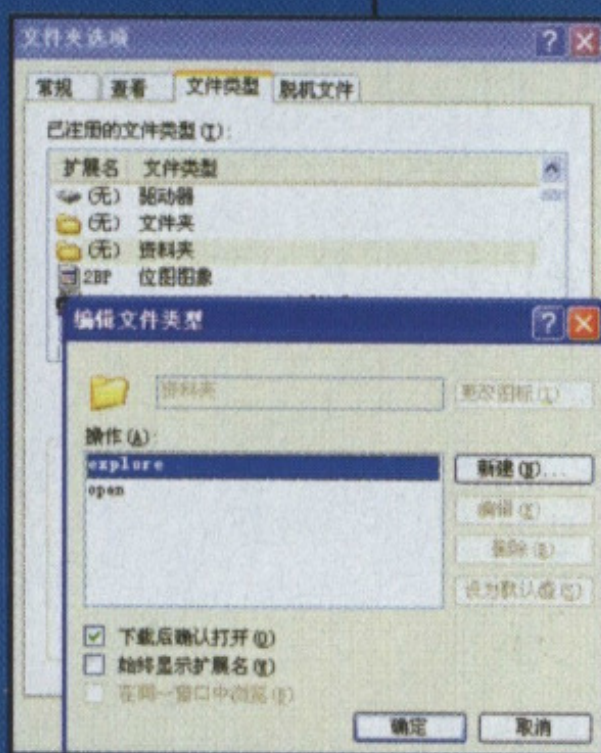 文件夹选项
常规 查看 文件类型 脱机文件
已注册的文件类型(T):
扩展名 文件类型
(无) 驱动器
(无) 文件夹
(无) 资料夹
2BP 位图图象
编辑文件类型
资料夹 更改图标(I)
操作(A):
explore
open
新建(N)...
编辑(E)
删除(R)
设为默认值(S)
下载后确认打开(O)
始终显示扩展名(W)
在同一窗口中浏览(B)
确定 取消